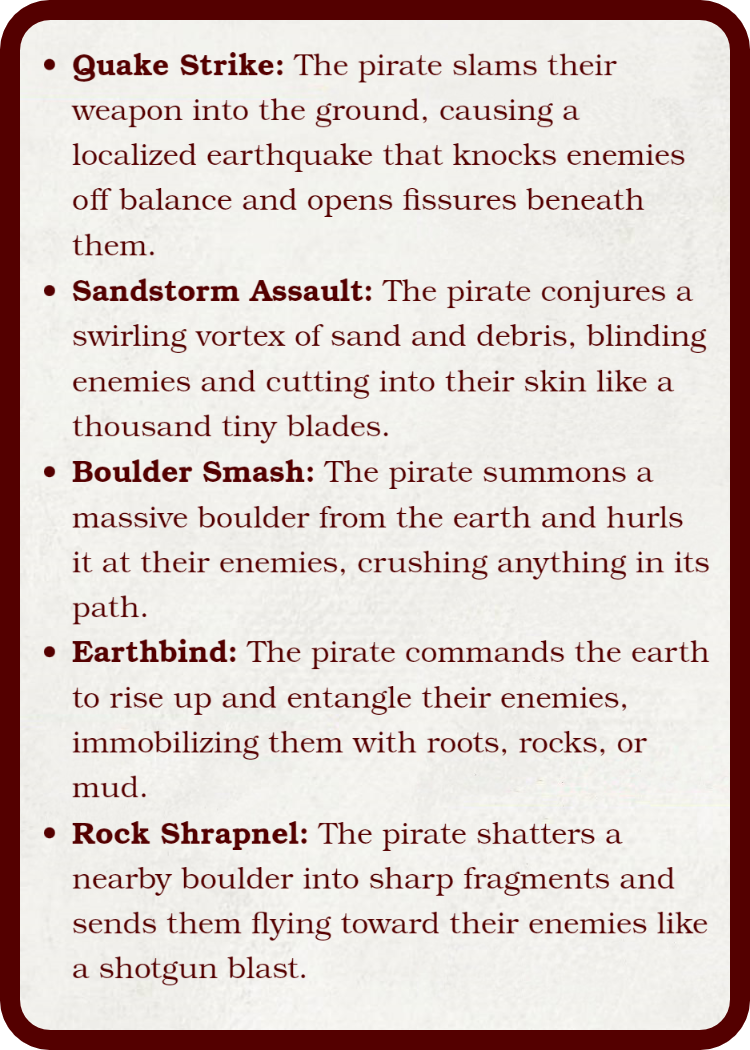 • Quake Strike: The pirate slams their
weapon into the ground, causing a
localized earthquake that knocks enemies
off balance and opens fissures beneath
them.
• Sandstorm Assault: The pirate conjures a
swirling vortex of sand and debris, blinding
enemies and cutting into their skin like a
thousand tiny blades.
• Boulder Smash: The pirate summons a
massive boulder from the earth and hurls
it at their enemies, crushing anything in its
path.
• Earthbind: The pirate commands the earth
to rise up and entangle their enemies,
immobilizing them with roots, rocks, or
mud.
• Rock Shrapnel: The pirate shatters a
nearby boulder into sharp fragments and
sends them flying toward their enemies like
a shotgun blast.